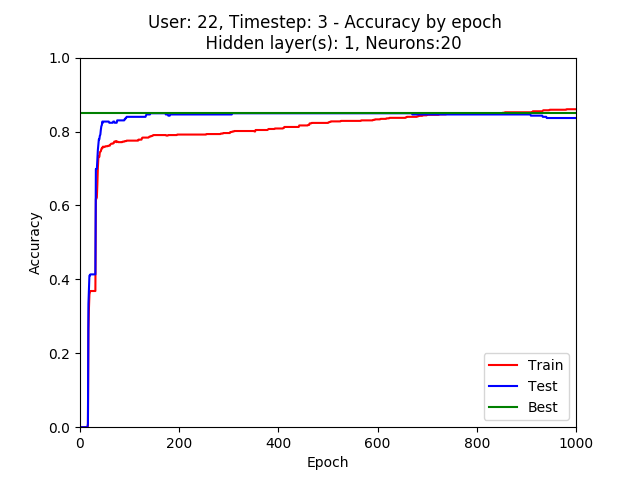 User: 22, Timestep: 3 - Accuracy by epoch
Hidden layer(s): 1, Neurons:20
1.0
0.8
0.6
0.4
0.2
0.0
Accuracy
0 200 400 600 800 1000
Epoch
Train
Test
Best